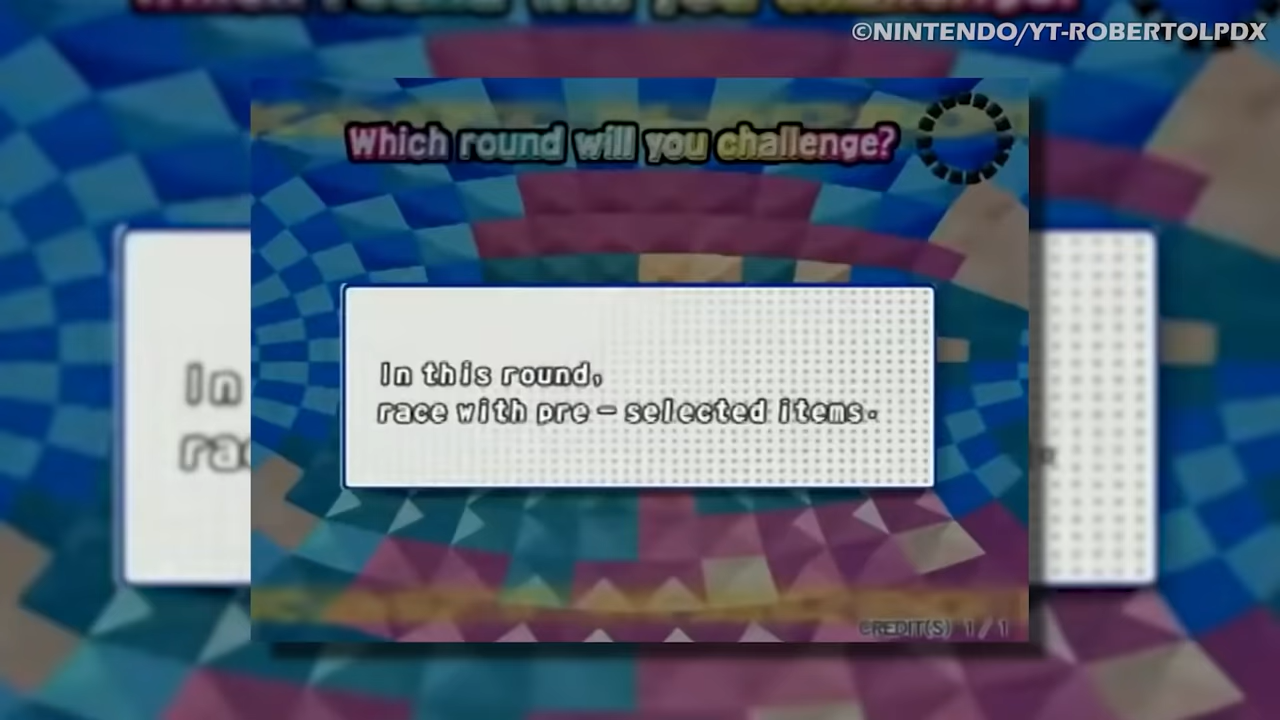 ©NINTENDO/YT-ROBERTOLPDX
Which round will you challenge?
In this round,
race with pre-selected items.
CREDIT(S) 1/1